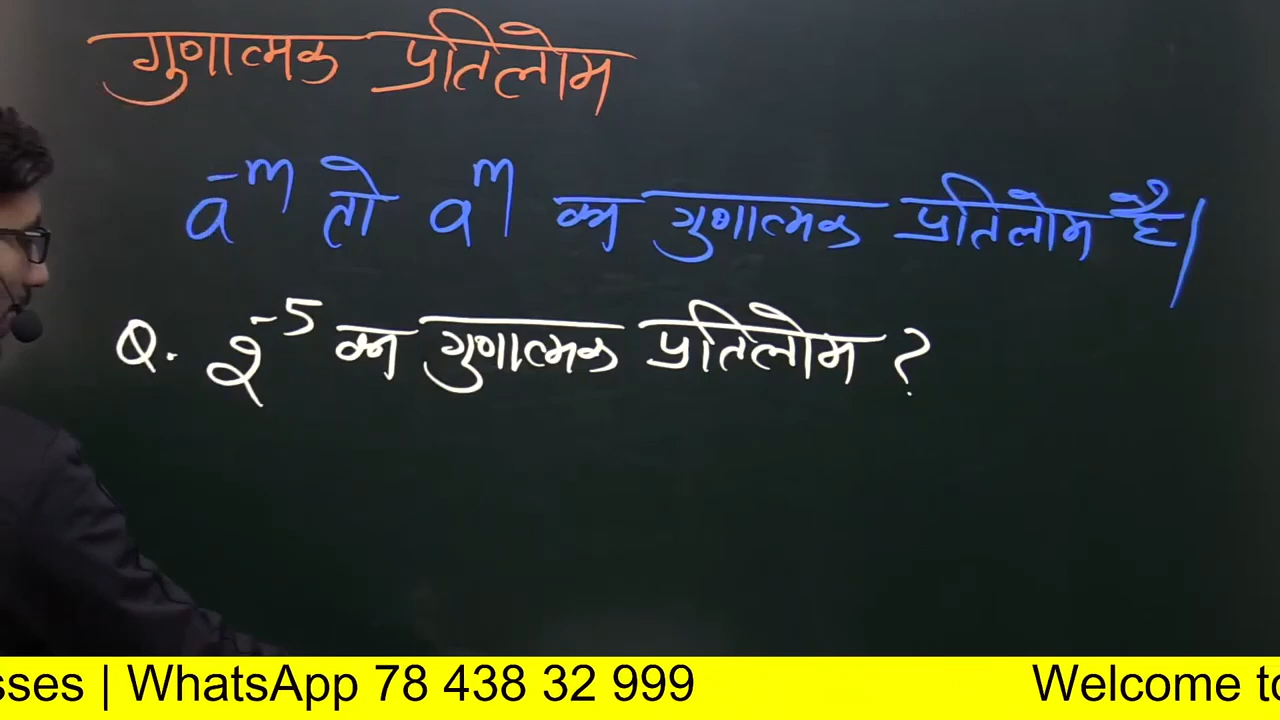 गुणात्मक प्रतिलोम
a⁻ᵐ तो aᵐ का गुणात्मक प्रतिलोम है|
Q. 2⁻⁵ का गुणात्मक प्रतिलोम ?
sses | WhatsApp 78 438 32 999 Welcome to